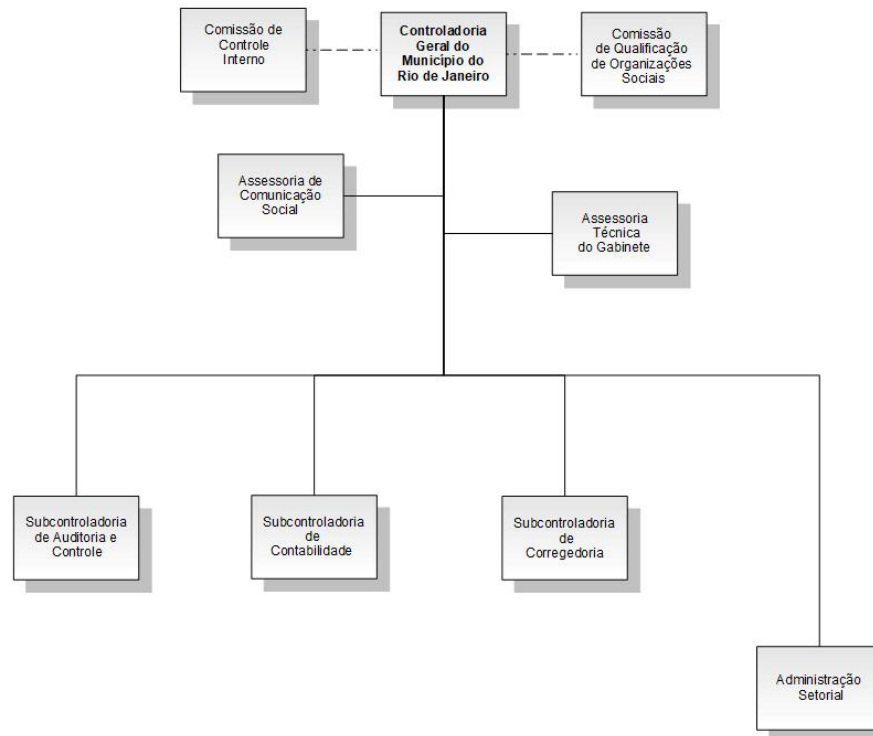 Comissão de
Controle
Interno
Controladoria
Geral do
Município do
Rio de Janeiro
Comissão
de Qualificação
de Organizações
Sociais
Assessoria de
Comunicação
Social
Assessoria
Técnica
do Gabinete
Subcontroladoria
de Auditoria e
Controle
Subcontroladoria
de
Contabilidade
Subcontroladoria
de
Corregedoria
Administração
Setorial